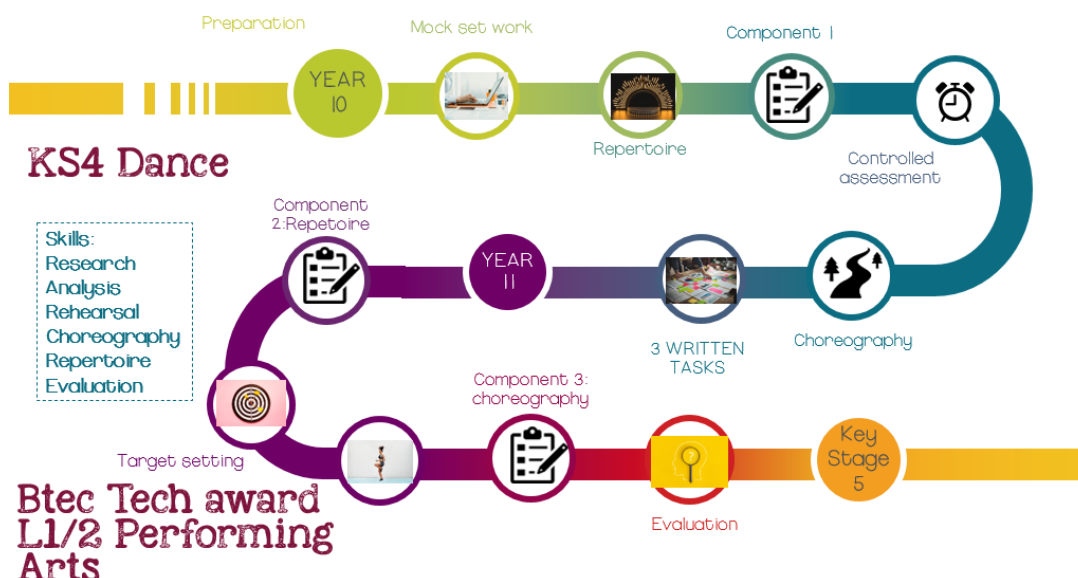 Preparation
Mock set work
Component 1
YEAR
10
Repertoire
Controlled
assessment
KS4 Dance
Component
2:Repetoire
YEAR
11
3 WRITTEN
TASKS
Choreography
Skills:
Research
Analysis
Rehearsal
Choreography
Repertoire
Evaluation
Target setting
Component 3:
choreography
Key
Stage
5
?
Evaluation
Btec Tech award
L1/2 Performing
Arts